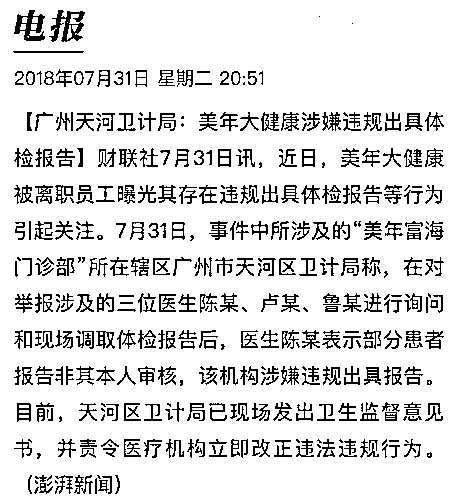 电报
2018年07月31日 星期二 20:51
【广州天河卫计局：美年大健康涉嫌违规出具体
检报告】财联社7月31日讯，近日，美年大健康
被离职员工曝光其存在违规出具体检报告等行为
引起关注。7月31日，事件中所涉及的“美年富海
门诊部”所在辖区广州市天河区卫计局称，在对
举报涉及的三位医生陈某、卢某、鲁某进行询问
和现场调取体检报告后，医生陈某表示部分患者
报告非其本人审核，该机构涉嫌违规出具报告。
目前，天河区卫计局已现场发出卫生监督意见
书，并责令医疗机构立即改正违法违规行为。
（澎湃新闻）